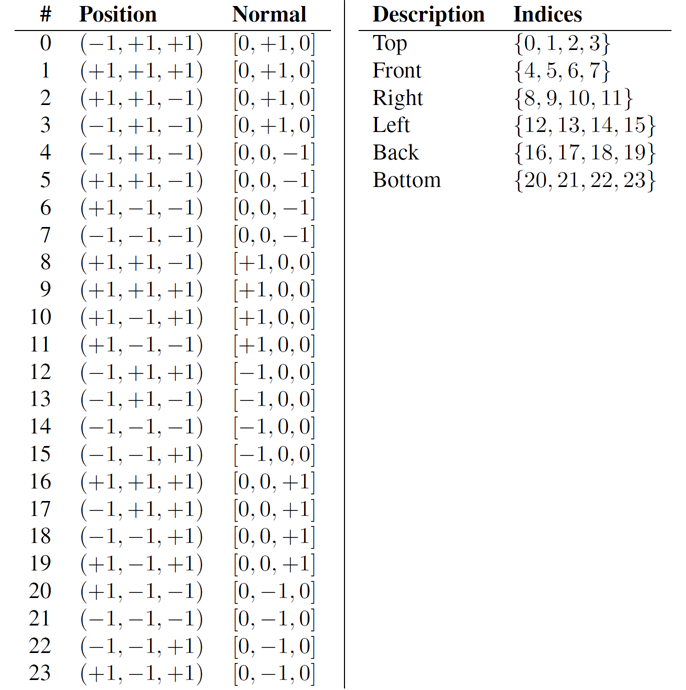 # Position Normal
0 (−1, +1, +1) [0, +1, 0]
1 (+1, +1, +1) [0, +1, 0]
2 (+1, +1, −1) [0, +1, 0]
3 (−1, +1, −1) [0, +1, 0]
4 (−1, +1, −1) [0, 0, −1]
5 (+1, +1, −1) [0, 0, −1]
6 (+1, −1, −1) [0, 0, −1]
7 (−1, −1, −1) [0, 0, −1]
8 (+1, +1, −1) [+1, 0, 0]
9 (+1, +1, +1) [+1, 0, 0]
10 (+1, −1, +1) [+1, 0, 0]
11 (+1, −1, −1) [+1, 0, 0]
12 (−1, +1, +1) [−1, 0, 0]
13 (−1, +1, −1) [−1, 0, 0]
14 (−1, −1, −1) [−1, 0, 0]
15 (−1, −1, +1) [−1, 0, 0]
16 (+1, +1, +1) [0, 0, +1]
17 (−1, +1, +1) [0, 0, +1]
18 (−1, −1, +1) [0, 0, +1]
19 (+1, −1, +1) [0, 0, +1]
20 (+1, −1, −1) [0, −1, 0]
21 (−1, −1, −1) [0, −1, 0]
22 (−1, −1, +1) [0, −1, 0]
23 (+1, −1, +1) [0, −1, 0]
Description Indices
Top {0, 1, 2, 3}
Front {4, 5, 6, 7}
Right {8, 9, 10, 11}
Left {12, 13, 14, 15}
Back {16, 17, 18, 19}
Bottom {20, 21, 22, 23}